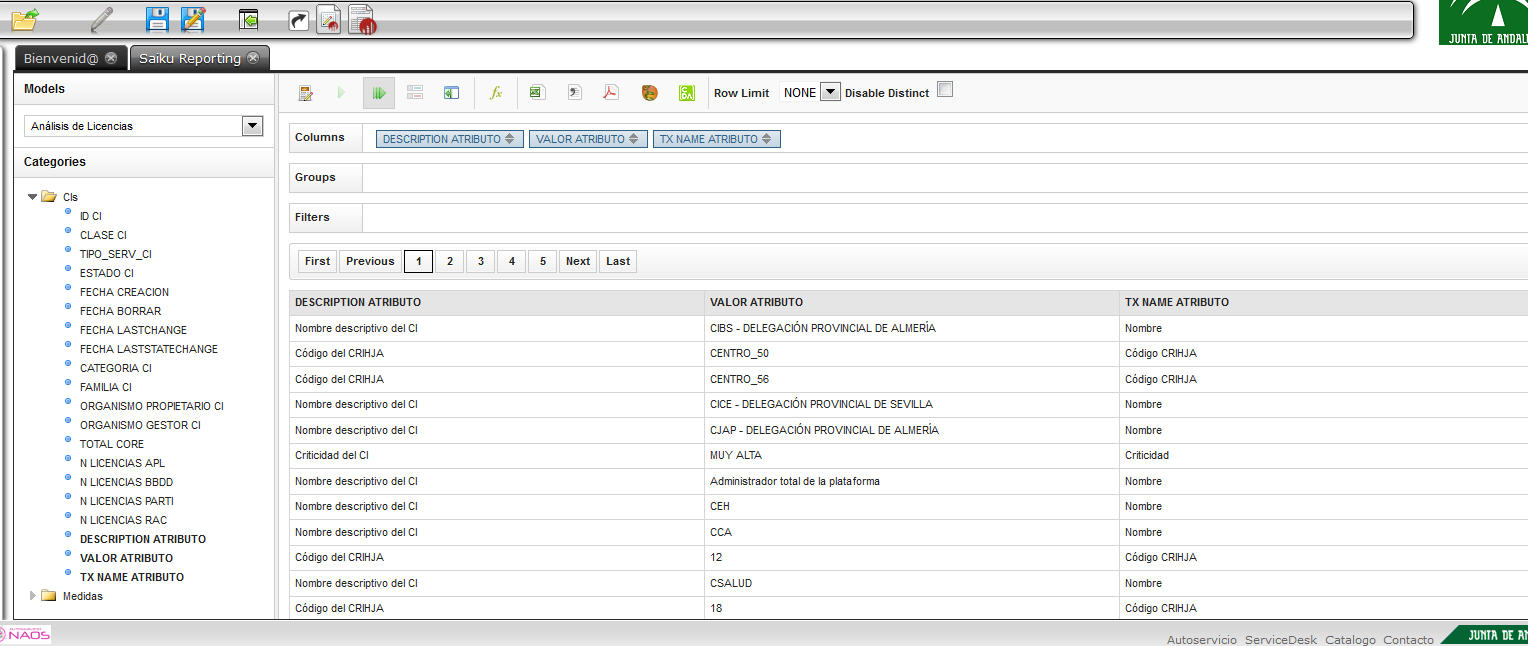 JUNTA DE ANDAL
Bienvenid@
Saiku Reporting
Models
Análisis de Licencias
Categories
CIs
ID CI
CLASE CI
TIPO_SERV_CI
ESTADO CI
FECHA CREACION
FECHA BORRAR
FECHA LASTCHANGE
FECHA LASTSTATECHANGE
CATEGORIA CI
FAMILIA CI
ORGANISMO PROPIETARIO CI
ORGANISMO GESTOR CI
TOTAL CORE
N LICENCIAS APL
N LICENCIAS BBDD
N LICENCIAS PARTI
N LICENCIAS RAC
DESCRIPTION ATRIBUTO
VALOR ATRIBUTO
TX NAME ATRIBUTO
Medidas
Row Limit NONE Disable Distinct
Columns DESCRIPTION ATRIBUTO VALOR ATRIBUTO TX NAME ATRIBUTO
Groups
Filters
First Previous 1 2 3 4 5 Next Last
DESCRIPTION ATRIBUTO VALOR ATRIBUTO TX NAME ATRIBUTO
Nombre descriptivo del CI CIBS - DELEGACIÓN PROVINCIAL DE ALMERÍA Nombre
Código del CRIHJA CENTRO_50 Código CRIHJA
Código del CRIHJA CENTRO_56 Código CRIHJA
Nombre descriptivo del CI CICE - DELEGACIÓN PROVINCIAL DE SEVILLA Nombre
Nombre descriptivo del CI CJAP - DELEGACIÓN PROVINCIAL DE ALMERÍA Nombre
Criticidad del CI MUY ALTA Criticidad
Nombre descriptivo del CI Administrador total de la plataforma Nombre
Nombre descriptivo del CI CEH Nombre
Nombre descriptivo del CI CCA Nombre
Código del CRIHJA 12 Código CRIHJA
Nombre descriptivo del CI CSALUD Nombre
Código del CRIHJA 18 Código CRIHJA
NAOS
Autoservicio ServiceDesk Catalogo Contacto
JUNTA DE AN